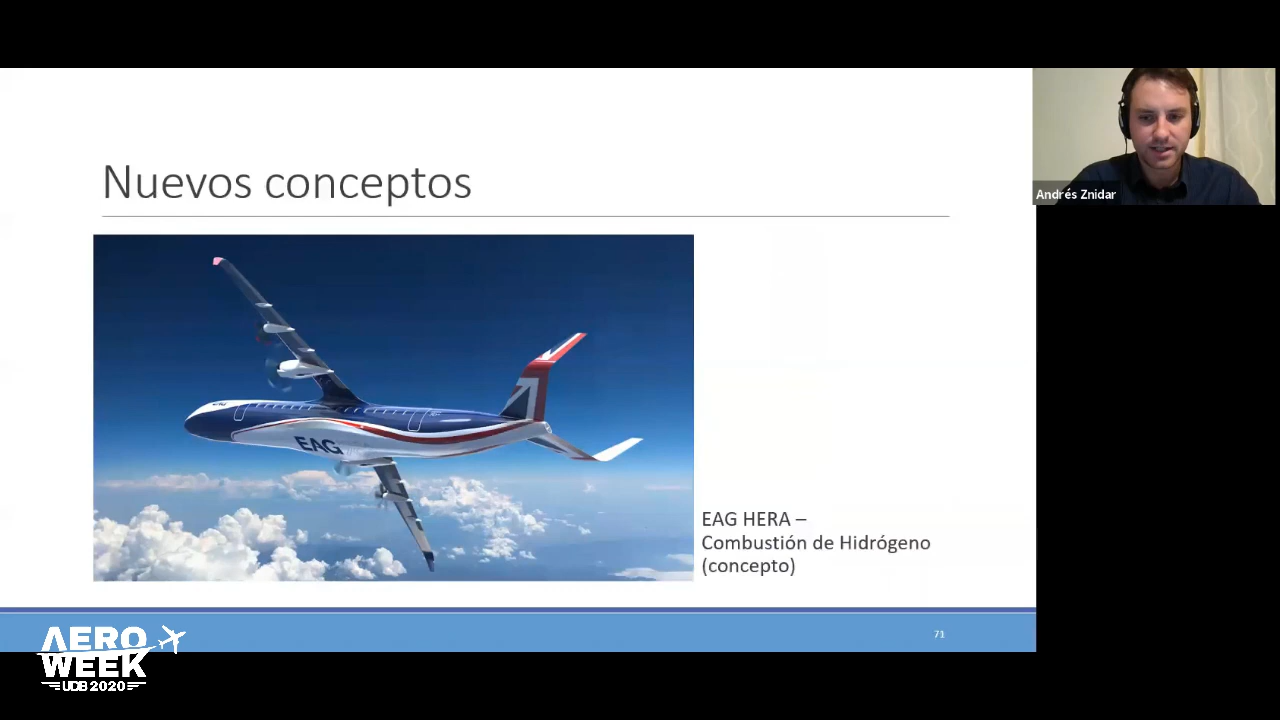 Nuevos conceptos
Andrés Znidar
EAG
EAG HERA –
Combustión de Hidrógeno
(concepto)
71
AERO
WEEK
UDB 2020